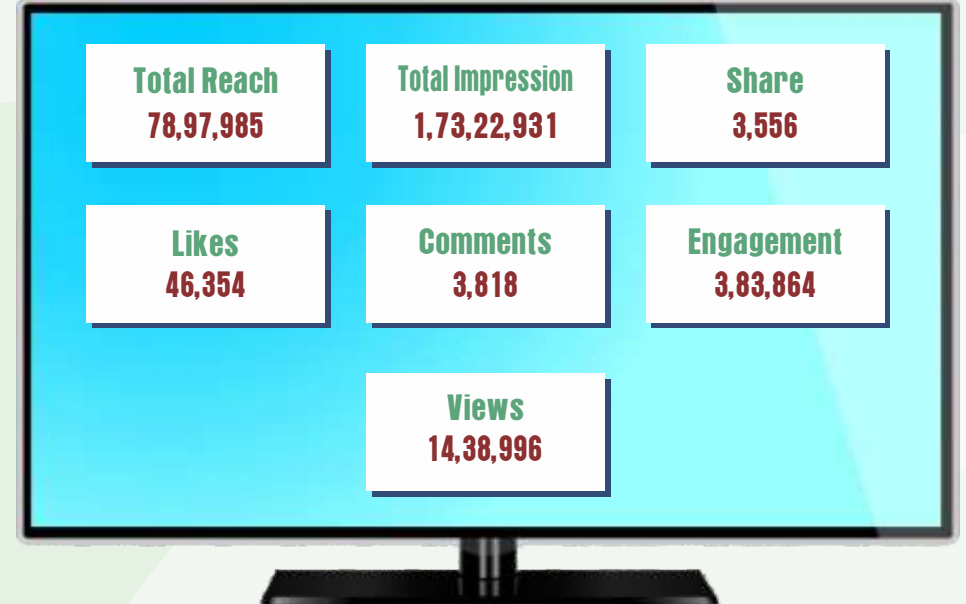 Total Reach
78,97,985
Total Impression
1,73,22,931
Share
3,556
Likes
46,354
Comments
3,818
Engagement
3,83,864
Views
14,38,996